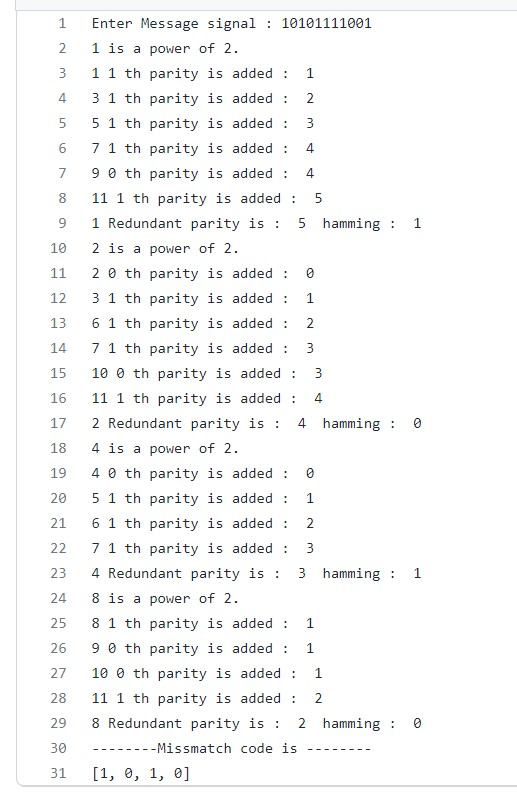 1 Enter Message signal : 10101111001
2 1 is a power of 2.
3 1 1 th parity is added :  1
4 3 1 th parity is added :  2
5 5 1 th parity is added :  3
6 7 1 th parity is added :  4
7 9 0 th parity is added :  4
8 11 1 th parity is added :  5
9 1 Redundant parity is :  5  hamming :  1
10 2 is a power of 2.
11 2 0 th parity is added :  0
12 3 1 th parity is added :  1
13 6 1 th parity is added :  2
14 7 1 th parity is added :  3
15 10 0 th parity is added :  3
16 11 1 th parity is added :  4
17 2 Redundant parity is :  4  hamming :  0
18 4 is a power of 2.
19 4 0 th parity is added :  0
20 5 1 th parity is added :  1
21 6 1 th parity is added :  2
22 7 1 th parity is added :  3
23 4 Redundant parity is :  3  hamming :  1
24 8 is a power of 2.
25 8 1 th parity is added :  1
26 9 0 th parity is added :  1
27 10 0 th parity is added :  1
28 11 1 th parity is added :  2
29 8 Redundant parity is :  2  hamming :  0
30 --------Missmatch code is --------
31 [1, 0, 1, 0]